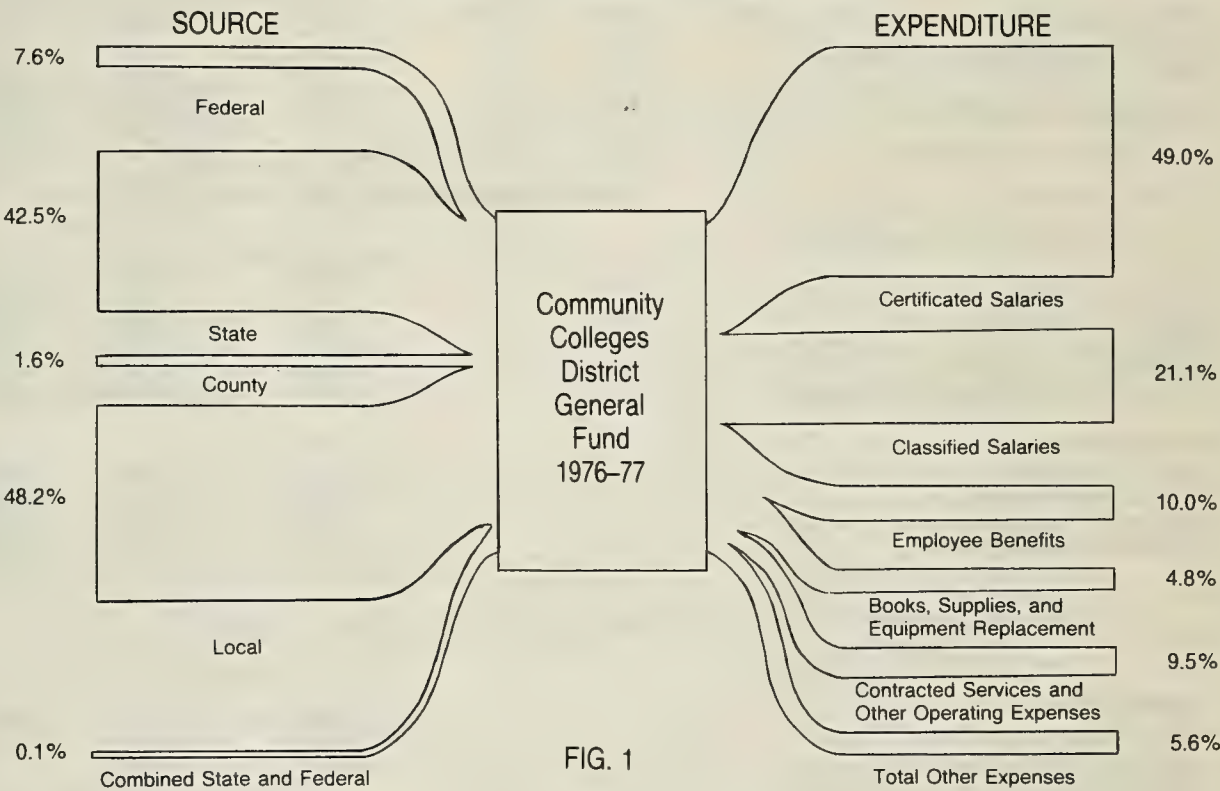 SOURCE
7.6%
Federal
42.5%
State
1.6%
County
48.2%
Local
0.1%
Combined State and Federal
Community
Colleges
District
General
Fund
1976–77
FIG. 1
EXPENDITURE
49.0%
Certificated Salaries
21.1%
Classified Salaries
10.0%
Employee Benefits
4.8%
Books, Supplies, and
Equipment Replacement
9.5%
Contracted Services and
Other Operating Expenses
5.6%
Total Other Expenses